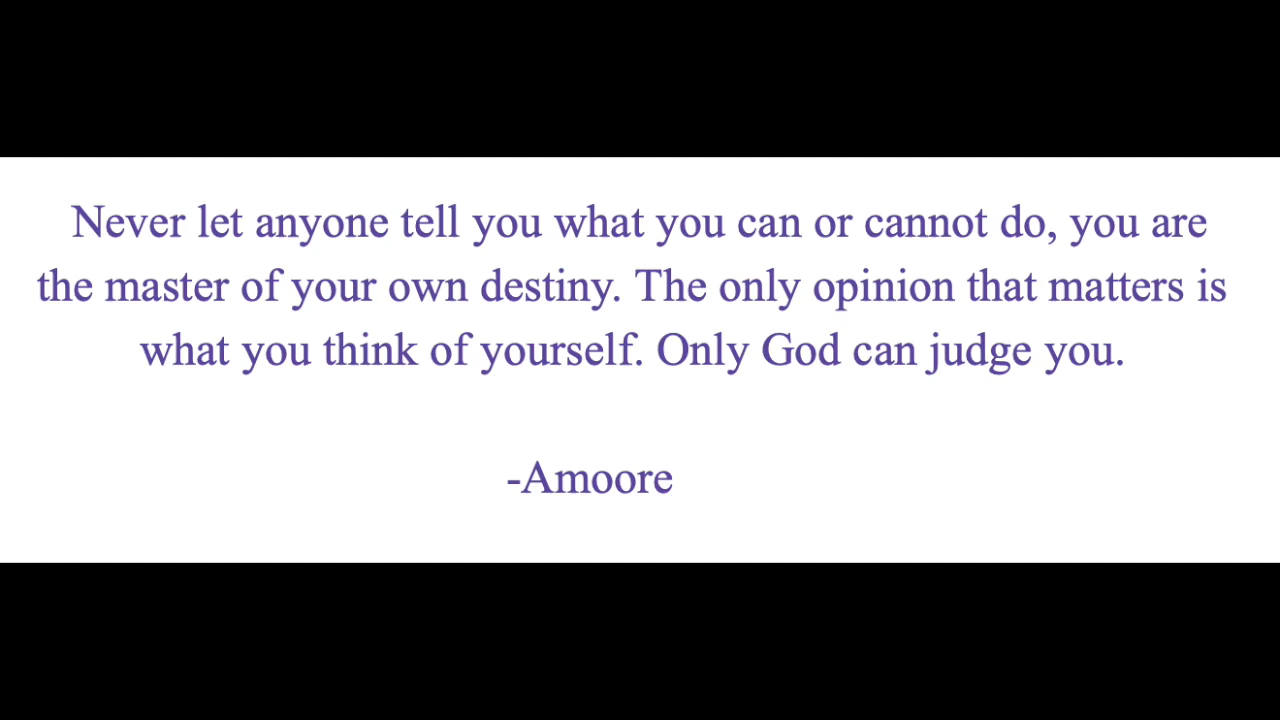 Never let anyone tell you what you can or cannot do, you are
the master of your own destiny. The only opinion that matters is
what you think of yourself. Only God can judge you.
-Amoore